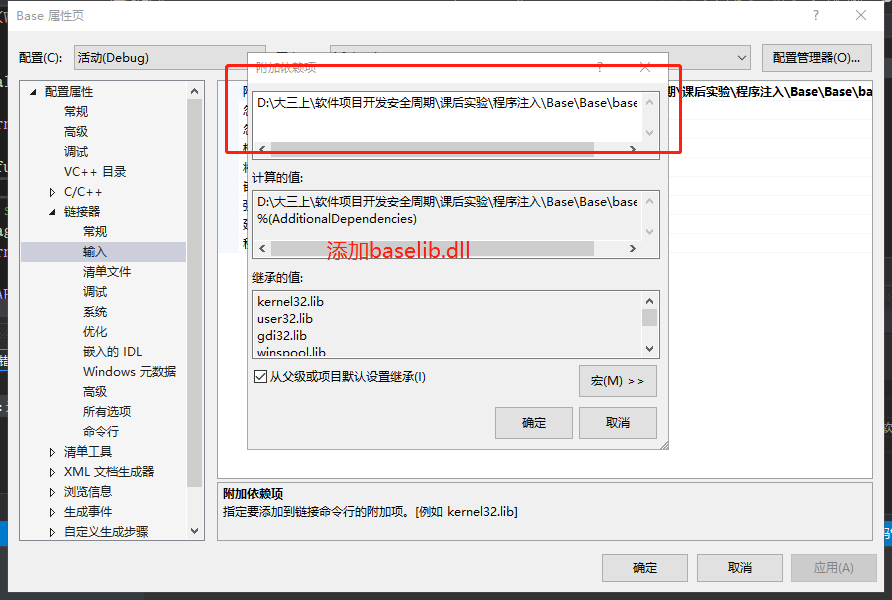 Base 属性页
配置(C):
活动(Debug)
配置管理器(O)...
附加依赖项
配置属性
常规
高级
调试
VC++ 目录
C/C++
链接器
常规
输入
清单文件
调试
系统
优化
嵌入的 IDL
Windows 元数据
高级
所有选项
命令行
清单工具
XML 文档生成器
浏览信息
生成事件
自定义生成步骤
D:\大三上\软件项目开发安全周期\课后实验\程序注入\Base\Base\base
期\课后实验\程序注入\Base\Base\ba
计算的值:
D:\大三上\软件项目开发安全周期\课后实验\程序注入\Base\Base\base
%(AdditionalDependencies)
添加baselib.dll
继承的值:
kernel32.lib
user32.lib
gdi32.lib
winspool.lib
从父级或项目默认设置继承(I)
宏(M) >>
确定
取消
附加依赖项
指定要添加到链接命令行的附加项。[例如 kernel32.lib]
确定
取消
应用(A)